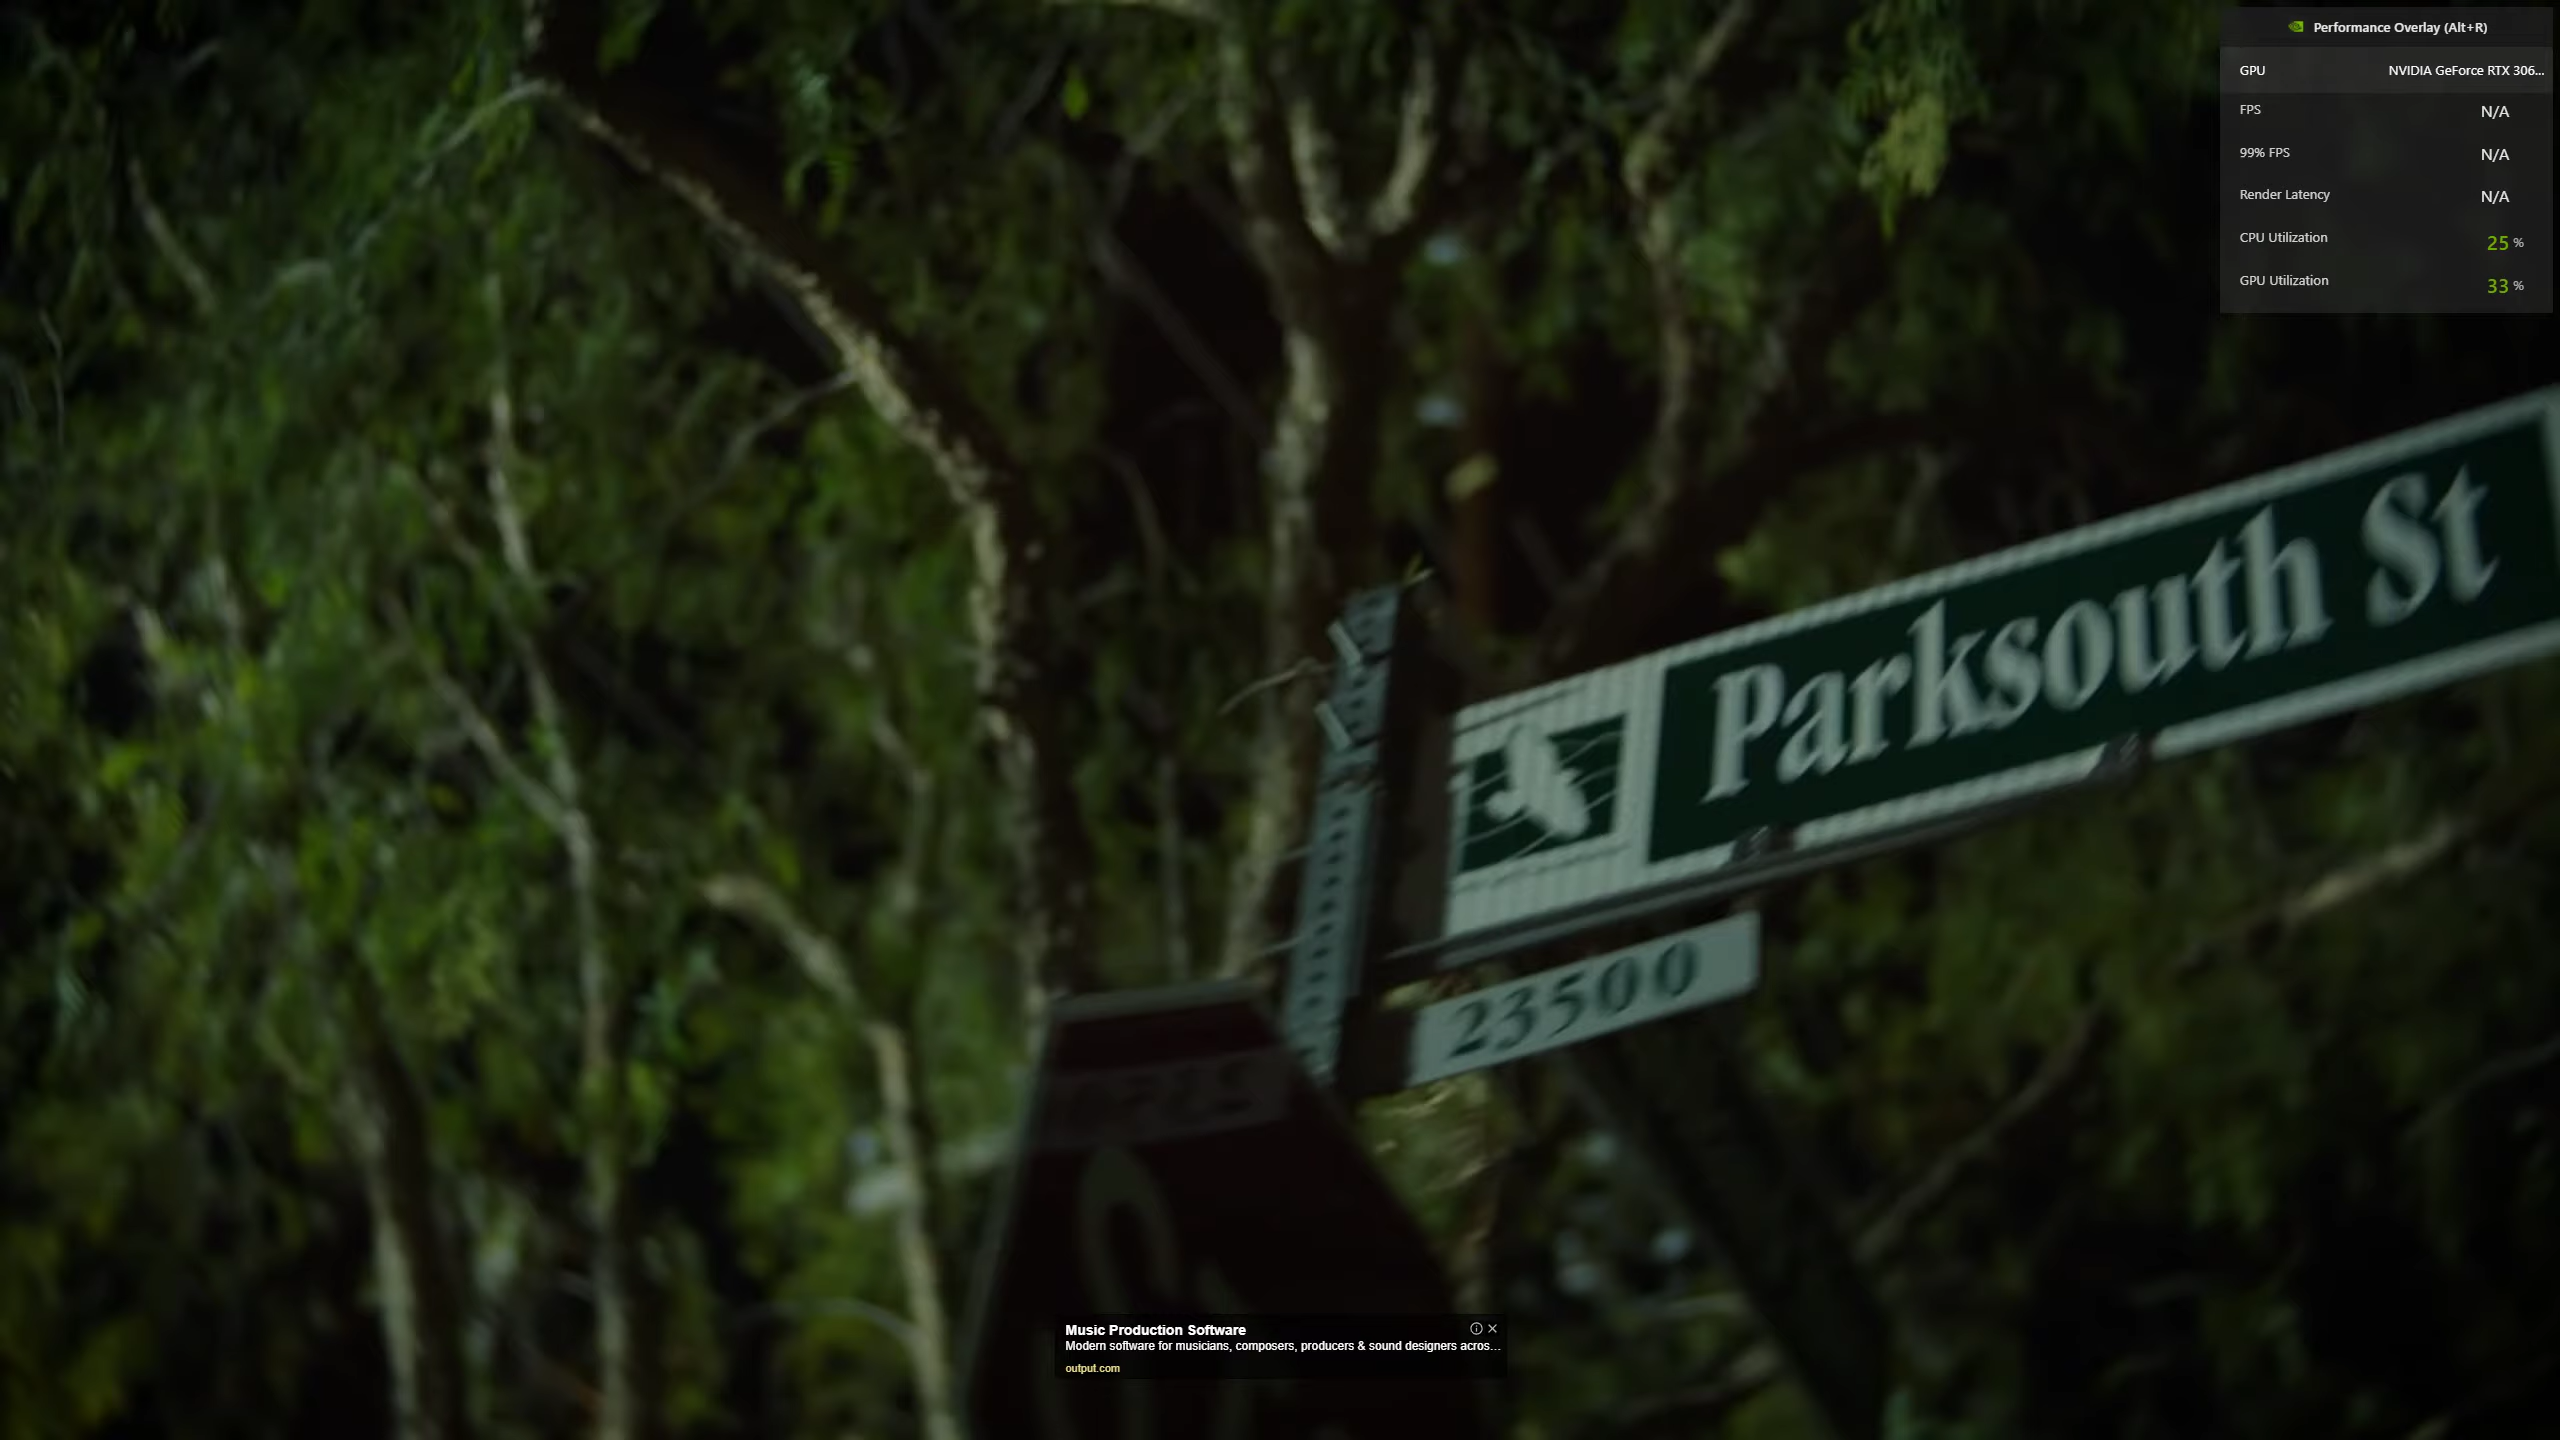 Performance Overlay (Alt+R)
GPU NVIDIA GeForce RTX 306...
FPS N/A
99% FPS N/A
Render Latency N/A
CPU Utilization 25 %
GPU Utilization 33 %
Parksouth St
23500
Music Production Software
Modern software for musicians, composers, producers & sound designers acros...
output.com